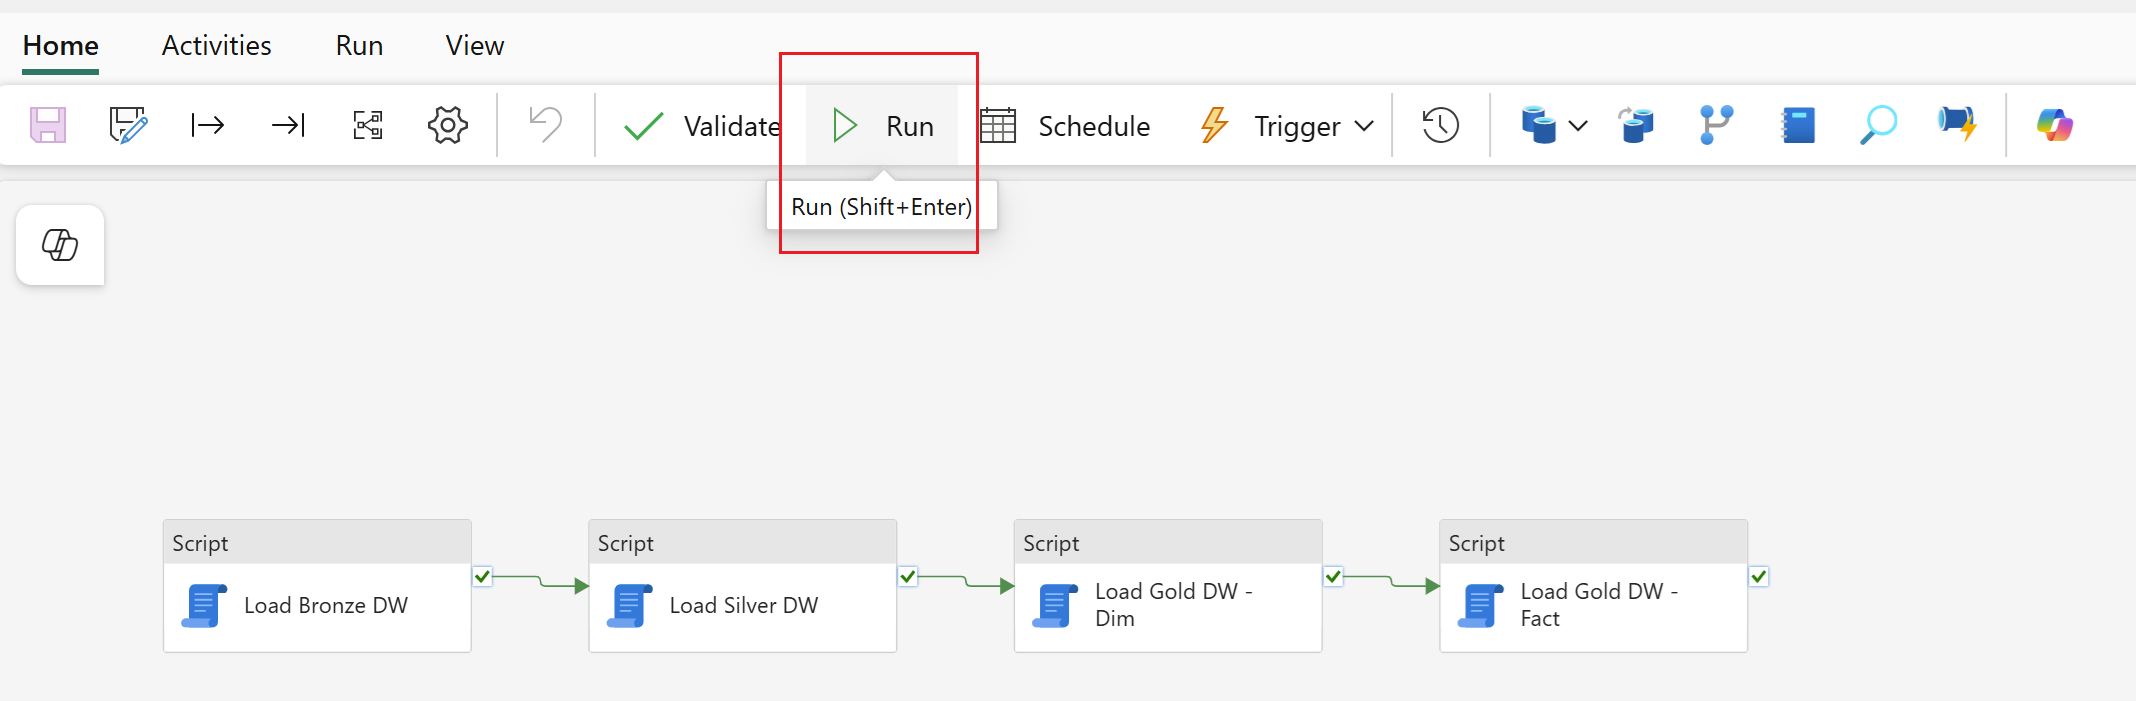 Home Activities Run View
Validate Run Schedule Trigger
Run (Shift+Enter)
Script Script Script Script
Load Bronze DW
Load Silver DW
Load Gold DW -
Dim
Load Gold DW -
Fact